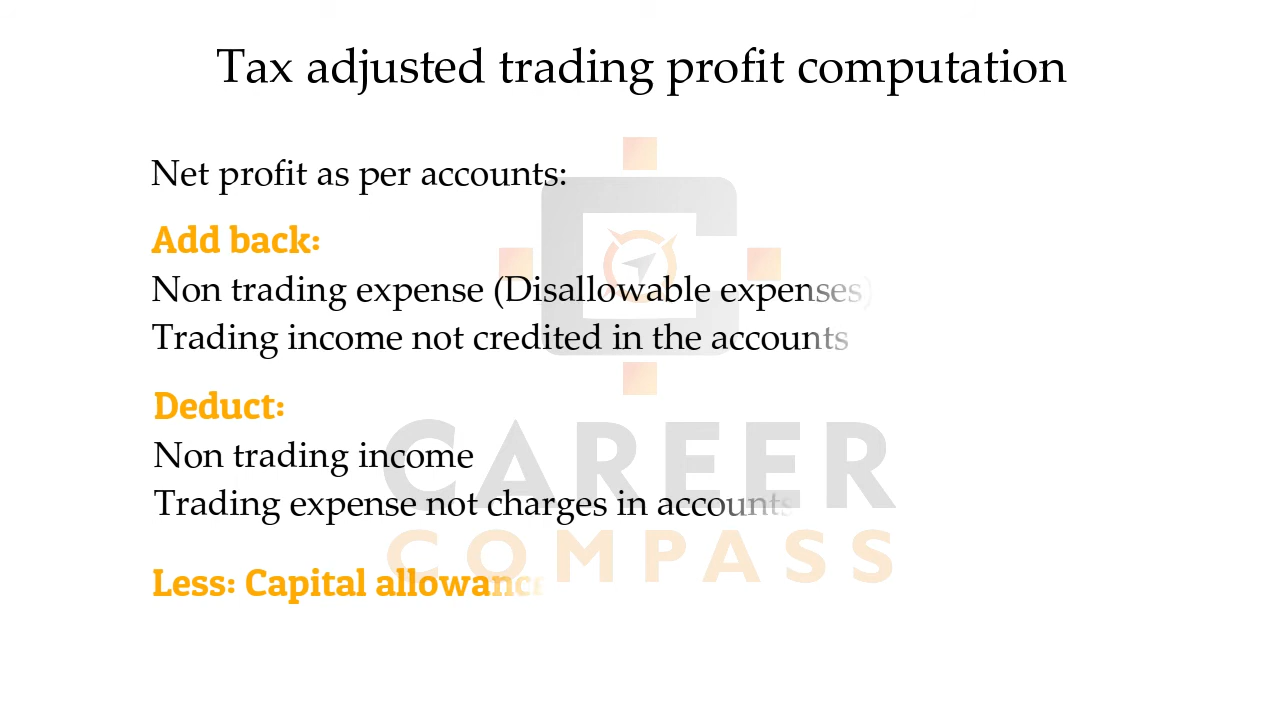 Tax adjusted trading profit computation
Net profit as per accounts:
Add back:
Non trading expense (Disallowable expenses)
Trading income not credited in the accounts
Deduct:
Non trading income
Trading expense not charges in accounts
Less: Capital allowance
CAREER
COMPASS